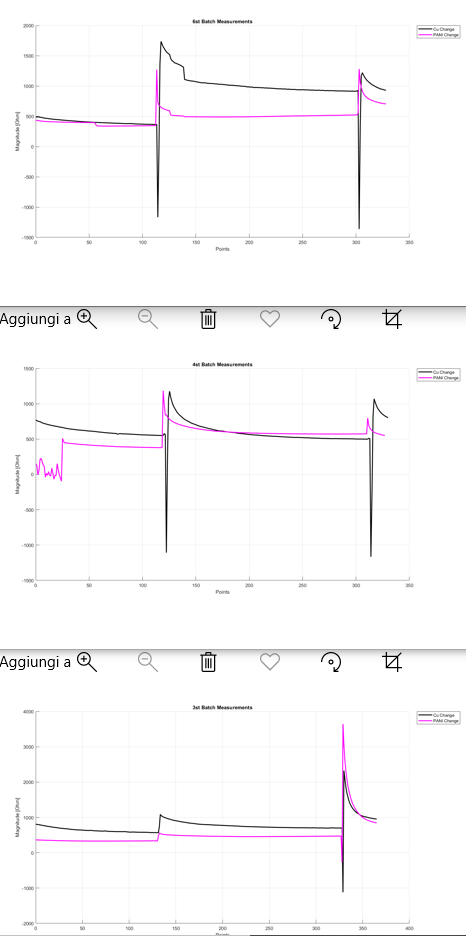 6st Batch Measurements
Cu Change
PANI Change
2000
1500
1000
500
0
-500
-1000
-1500
Magnitude [Ohm]
0 50 100 150 200 250 300 350
Points
Aggiungi a
4st Batch Measurements
Cu Change
PANI Change
1500
1000
500
0
-500
-1000
-1500
Magnitude [Ohm]
0 50 100 150 200 250 300 350
Points
Aggiungi a
3st Batch Measurements
Cu Change
PANI Change
4000
3000
2000
1000
0
-1000
-2000
Magnitude [Ohm]
0 50 100 150 200 250 300 350 400
Points